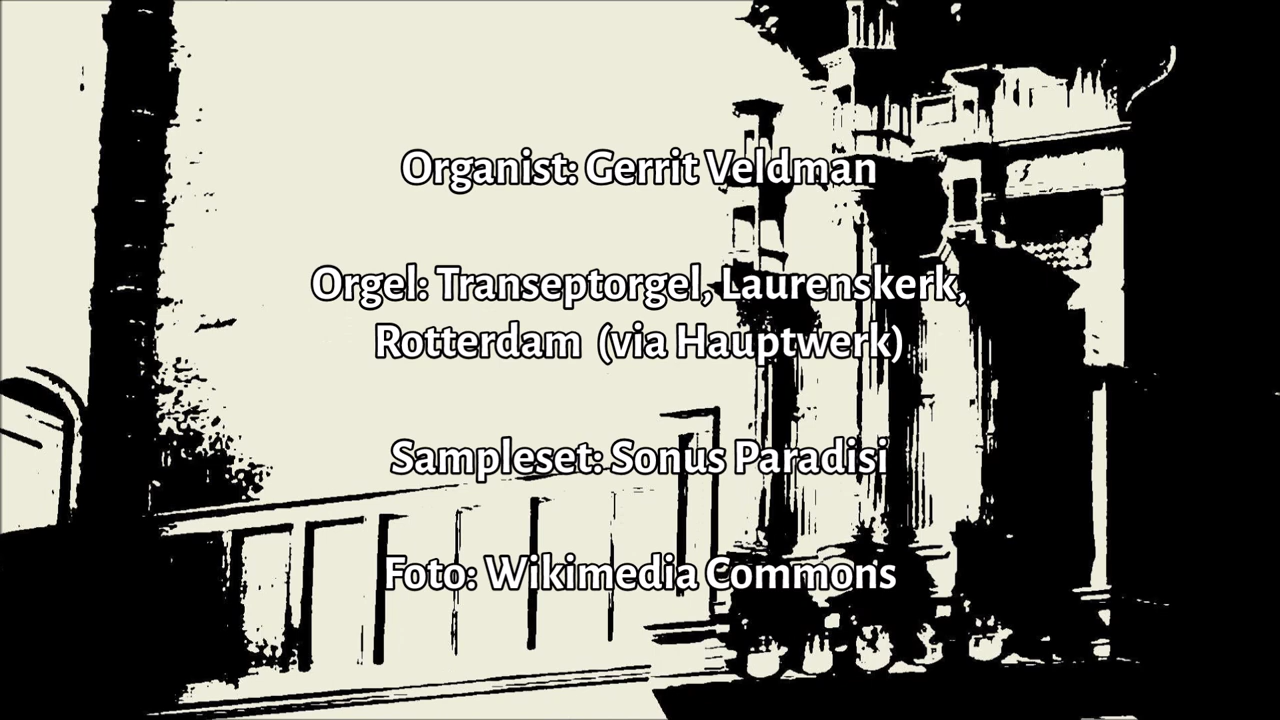 Organist: Gerrit Veldman
Orgel: Transeptorgel, Laurenskerk,
Rotterdam (via Hauptwerk)
Sampleset: Sonus Paradisi
Foto: Wikimedia Commons